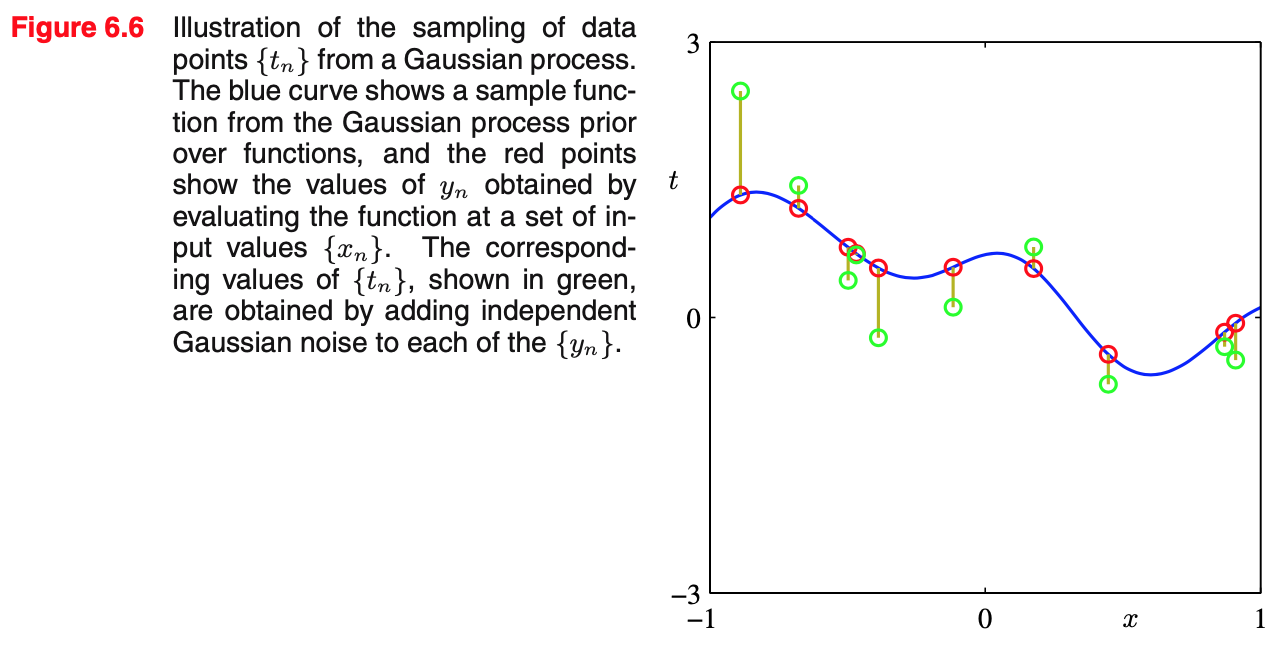 Figure 6.6 Illustration of the sampling of data
points {tn} from a Gaussian process.
The blue curve shows a sample func-
tion from the Gaussian process prior
over functions, and the red points
show the values of yn obtained by
evaluating the function at a set of in-
put values {xn}. The correspond-
ing values of {tn}, shown in green,
are obtained by adding independent
Gaussian noise to each of the {yn}.
3
t
0
−3
−1
0
x
1